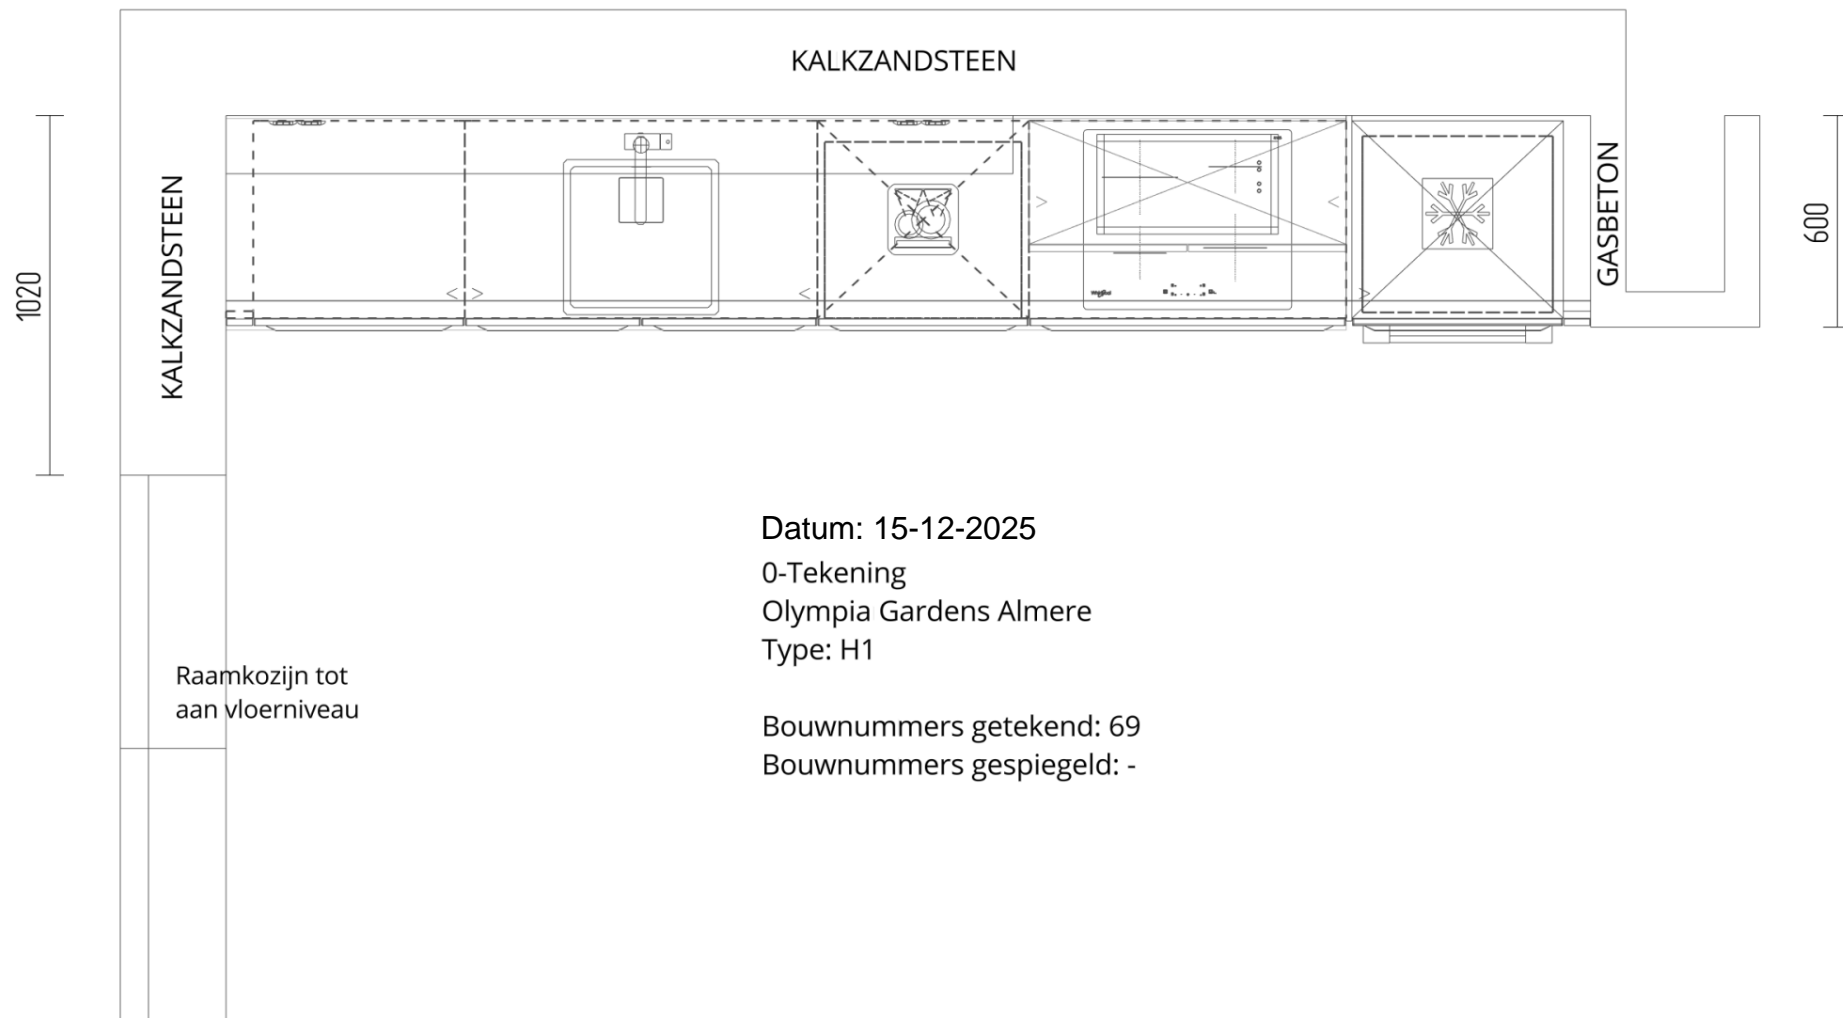 KALKZANDSTEEN
KALKZANDSTEEN
GASBETON
1020
600
Datum: 15-12-2025
0-Tekening
Olympia Gardens Almere
Type: H1
Bouwnummers getekend: 69
Bouwnummers gespiegeld: -
Raamkozijn tot
aan vloerniveau